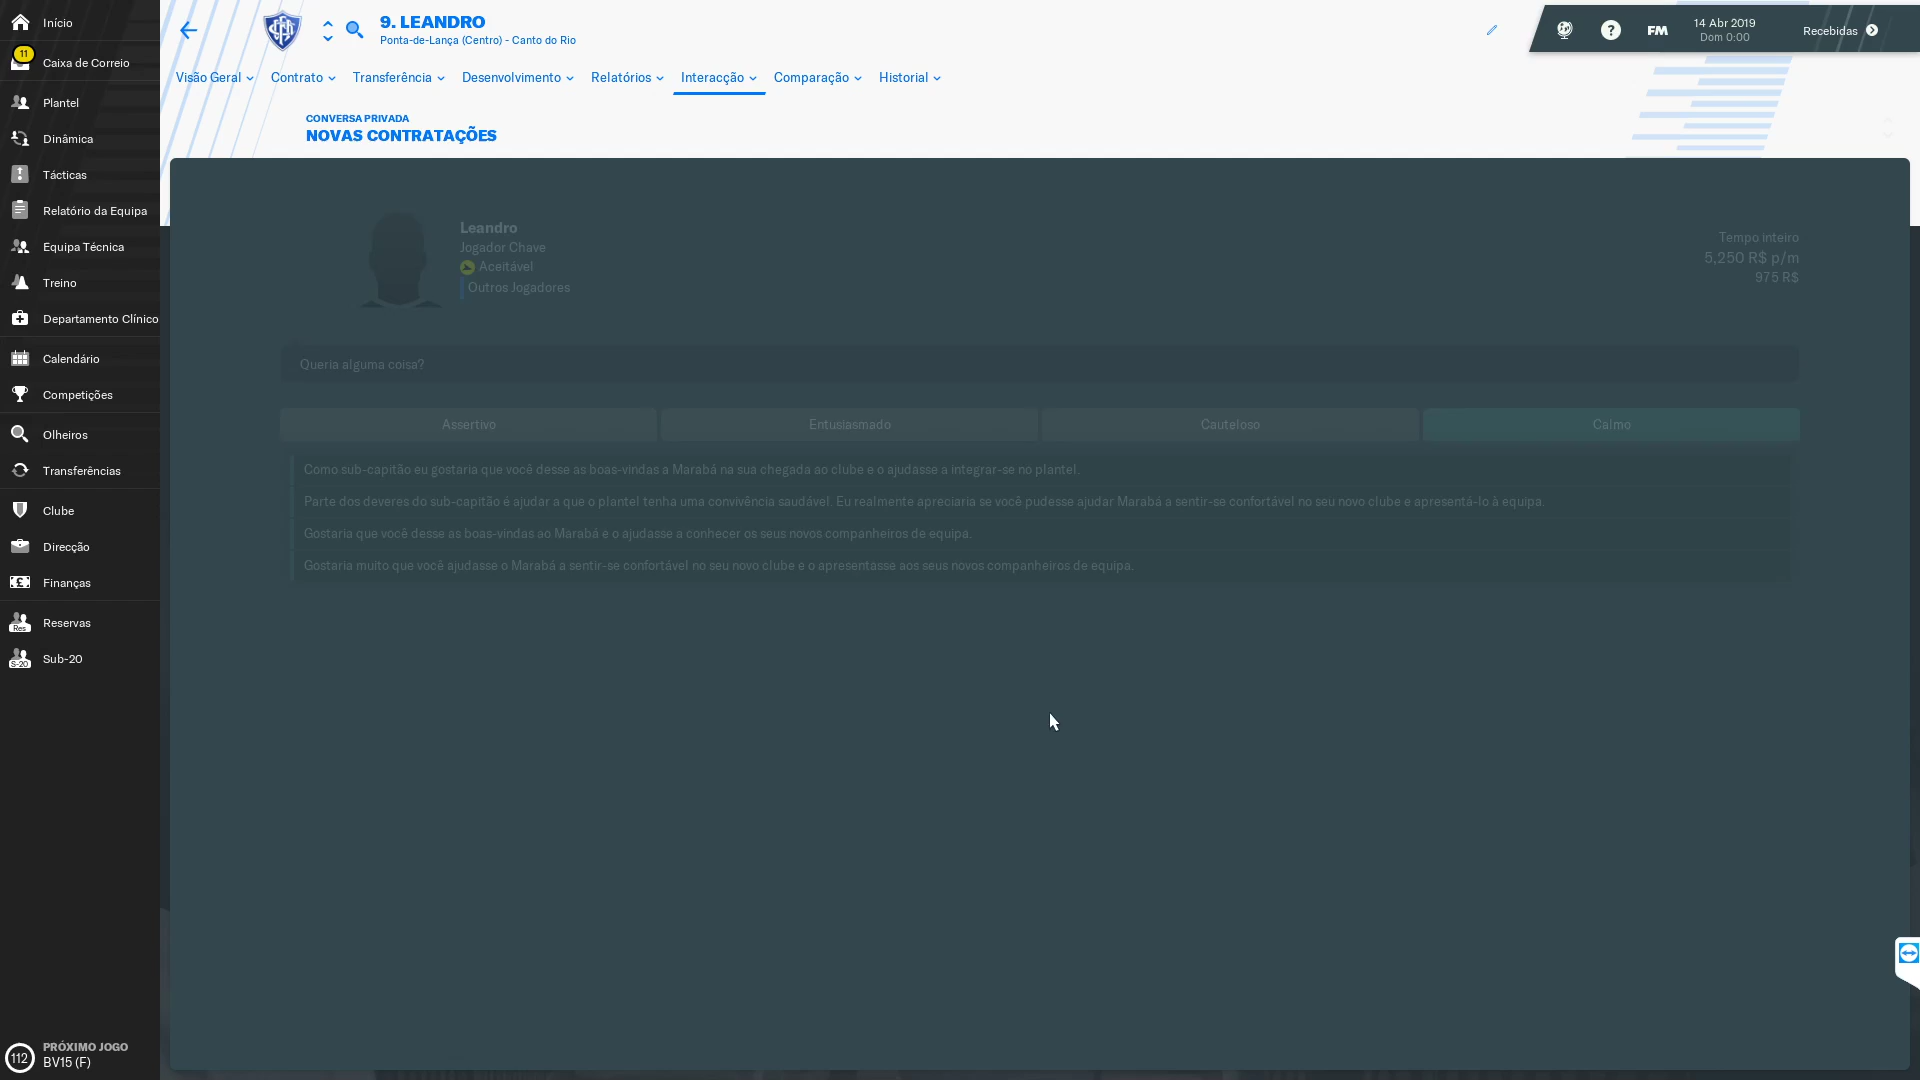 Início
11
Caixa de Correio
Plantel
Dinâmica
Tácticas
Relatório da Equipa
Equipa Técnica
Treino
Departamento Clínico
Calendário
Competições
Olheiros
Transferências
Clube
Direcção
Finanças
Res
Reservas
S-20
Sub-20
112
PRÓXIMO JOGO
BV15 (F)
9. LEANDRO
Ponta-de-Lança (Centro) - Canto do Rio
?
FM
14 Abr 2019
Dom 0:00
Recebidas
Visão Geral
Contrato
Transferência
Desenvolvimento
Relatórios
Interacção
Comparação
Historial
CONVERSA PRIVADA
NOVAS CONTRATAÇÕES
Leandro
Jogador Chave
Aceitável
Outros Jogadores
Tempo inteiro
5,250 R$ p/m
975 R$
Queria alguma coisa?
Assertivo
Entusiasmado
Cauteloso
Calmo
Como sub-capitão eu gostaria que você desse as boas-vindas a Marabá na sua chegada ao clube e o ajudasse a integrar-se no plantel.
Parte dos deveres do sub-capitão é ajudar a que o plantel tenha uma convivência saudável. Eu realmente apreciaria se você pudesse ajudar Marabá a sentir-se confortável no seu novo clube e apresentá-lo à equipa.
Gostaria que você desse as boas-vindas ao Marabá e o ajudasse a conhecer os seus novos companheiros de equipa.
Gostaria muito que você ajudasse o Marabá a sentir-se confortável no seu novo clube e o apresentasse aos seus novos companheiros de equipa.